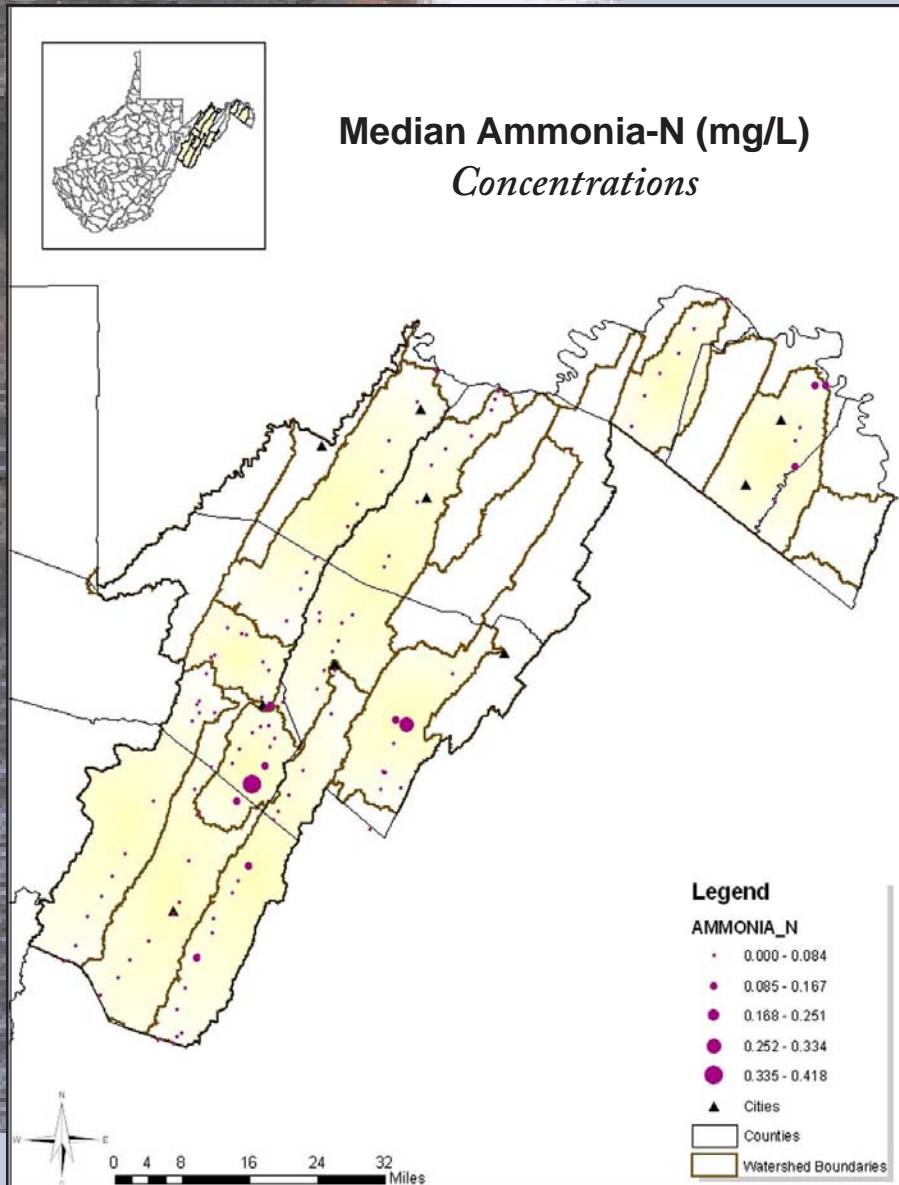 Median Ammonia-N (mg/L)
Concentrations
Legend
AMMONIA_N
0.000 - 0.084
0.085 - 0.167
0.168 - 0.251
0.252 - 0.334
0.335 - 0.418
Cities
Counties
Watershed Boundaries
N
W E
0 4 8 16 24 32
Miles